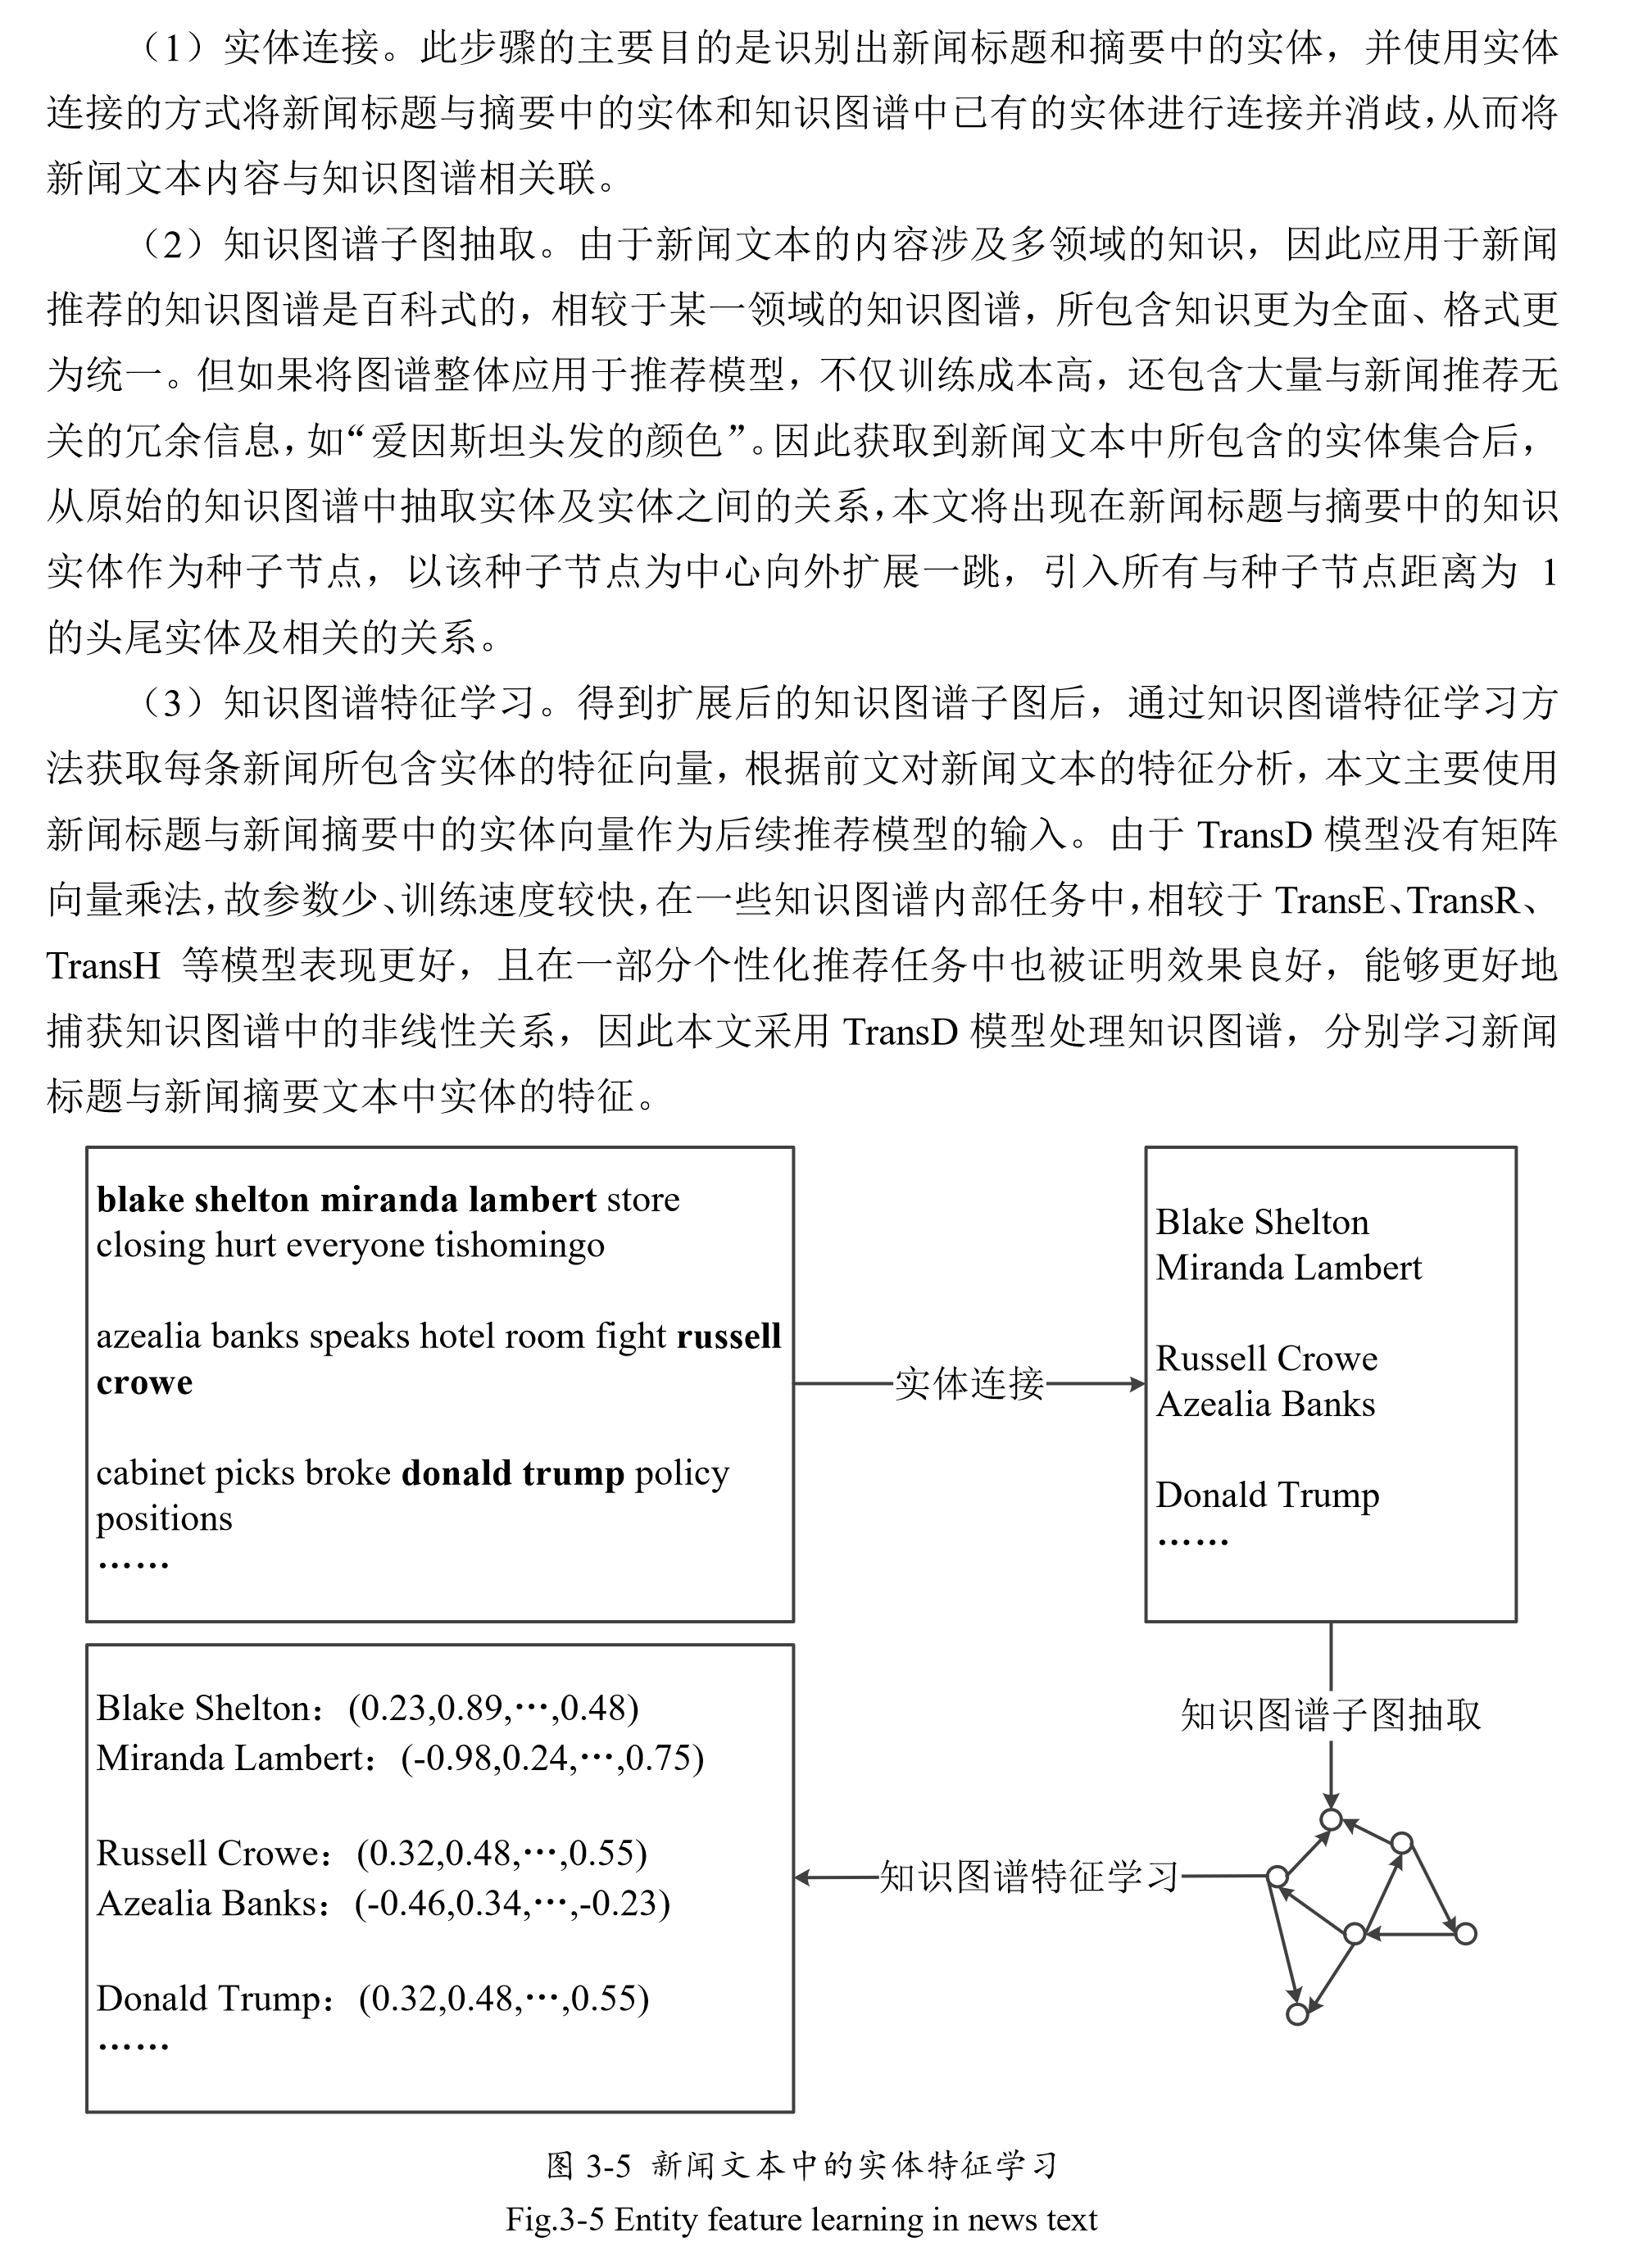 （1）实体连接。此步骤的主要目的是识别出新闻标题和摘要中的实体，并使用实体
连接的方式将新闻标题与摘要中的实体和知识图谱中已有的实体进行连接并消歧，从而将
新闻文本内容与知识图谱相关联。
（2）知识图谱子图抽取。由于新闻文本的内容涉及多领域的知识，因此应用于新闻
推荐的知识图谱是百科式的，相较于某一领域的知识图谱，所包含知识更为全面、格式更
为统一。但如果将图谱整体应用于推荐模型，不仅训练成本高，还包含大量与新闻推荐无
关的冗余信息，如“爱因斯坦头发的颜色”。因此获取到新闻文本中所包含的实体集合后，
从原始的知识图谱中抽取实体及实体之间的关系，本文将出现在新闻标题与摘要中的知识
实体作为种子节点，以该种子节点为中心向外扩展一跳，引入所有与种子节点距离为 1
的头尾实体及相关的关系。
（3）知识图谱特征学习。得到扩展后的知识图谱子图后，通过知识图谱特征学习方
法获取每条新闻所包含实体的特征向量，根据前文对新闻文本的特征分析，本文主要使用
新闻标题与新闻摘要中的实体向量作为后续推荐模型的输入。由于 TransD 模型没有矩阵
向量乘法，故参数少、训练速度较快，在一些知识图谱内部任务中，相较于 TransE、TransR、
TransH 等模型表现更好，且在一部分个性化推荐任务中也被证明效果良好，能够更好地
捕获知识图谱中的非线性关系，因此本文采用 TransD 模型处理知识图谱，分别学习新闻
标题与新闻摘要文本中实体的特征。
blake shelton miranda lambert store
closing hurt everyone tishomingo
azealia banks speaks hotel room fight russell
crowe
cabinet picks broke donald trump policy
positions
……
实体连接
Blake Shelton
Miranda Lambert
Russell Crowe
Azealia Banks
Donald Trump
……
知识图谱子图抽取
知识图谱特征学习
Blake Shelton：(0.23,0.89,…,0.48)
Miranda Lambert：(-0.98,0.24,…,0.75)
Russell Crowe：(0.32,0.48,…,0.55)
Azealia Banks：(-0.46,0.34,…,-0.23)
Donald Trump：(0.32,0.48,…,0.55)
……
图 3-5 新闻文本中的实体特征学习
Fig.3-5 Entity feature learning in news text